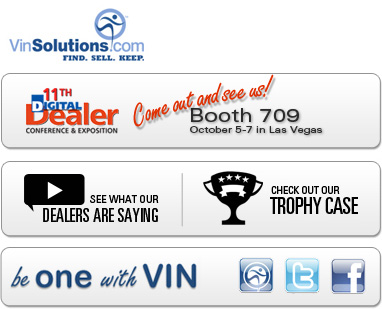 VinSolutions.com
FIND. SELL. KEEP.
11TH
DIGITAL
Dealer
CONFERENCE & EXPOSITION
Come out and see us!
Booth 709
October 5-7 in Las Vegas
SEE WHAT OUR
DEALERS ARE SAYING
CHECK OUT OUR
TROPHY CASE
be one with VIN
t
f